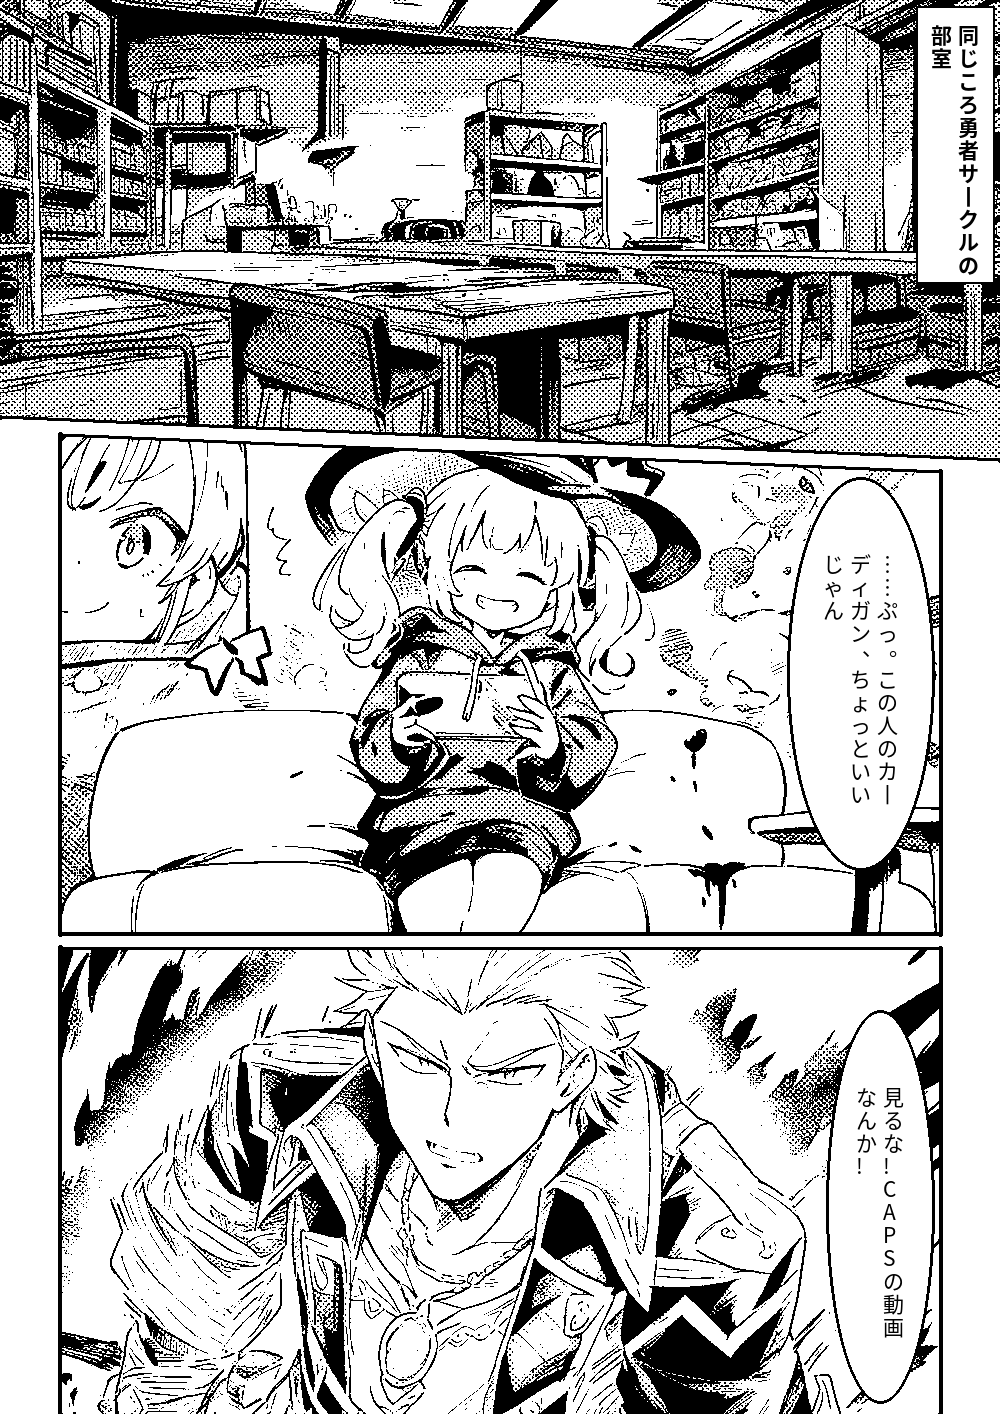 同じころ勇者サークルの
部室
……ぷっ。この人のカー
ディガン、ちょっといい
じゃん
見るな!CAPSの動画
なんか!